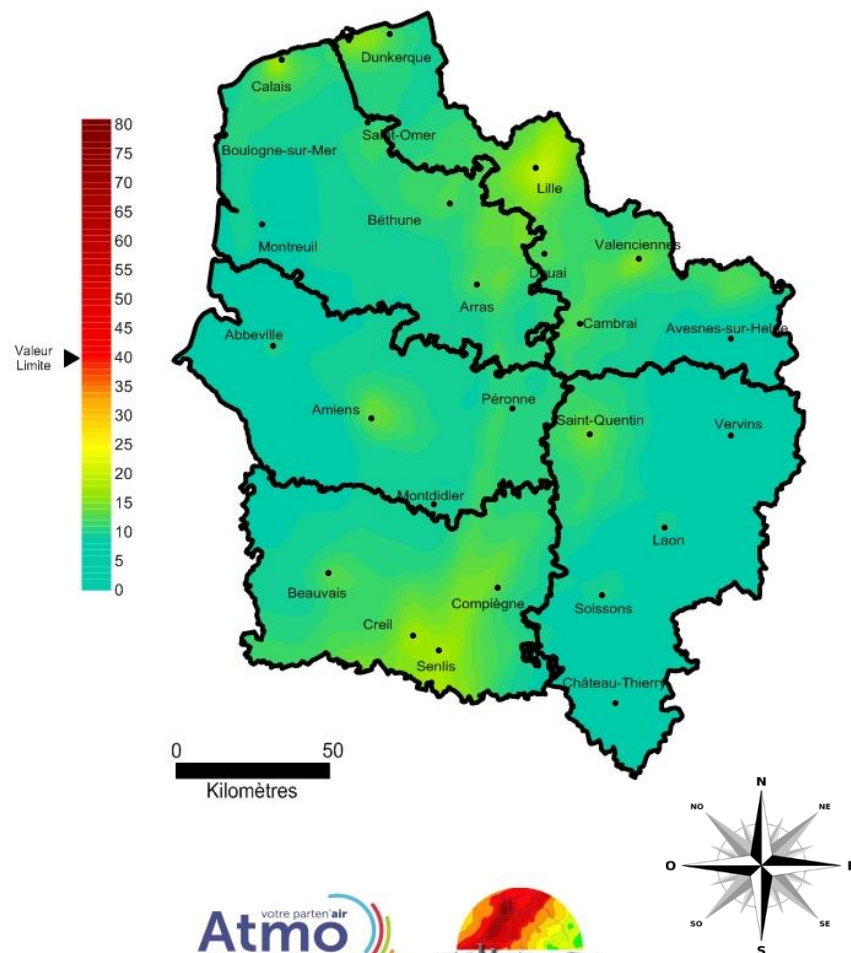 Dunkerque
Calais
Saint-Omer
Boulogne-sur-Mer
Lille
Béthune
Montreuil
Valenciennes
Douai
Arras
Cambrai
Avesnes-sur-Helpe
Abbeville
Amiens
Péronne
Saint-Quentin
Vervins
Montdidier
Laon
Beauvais
Compiègne
Soissons
Creil
Senlis
Château-Thierry
80
75
70
65
60
55
50
45
40
35
30
25
20
15
10
5
0
Valeur
Limite
0 50
Kilomètres
N
NO NE
O E
SO SE
S
votre parten'air
Atmo